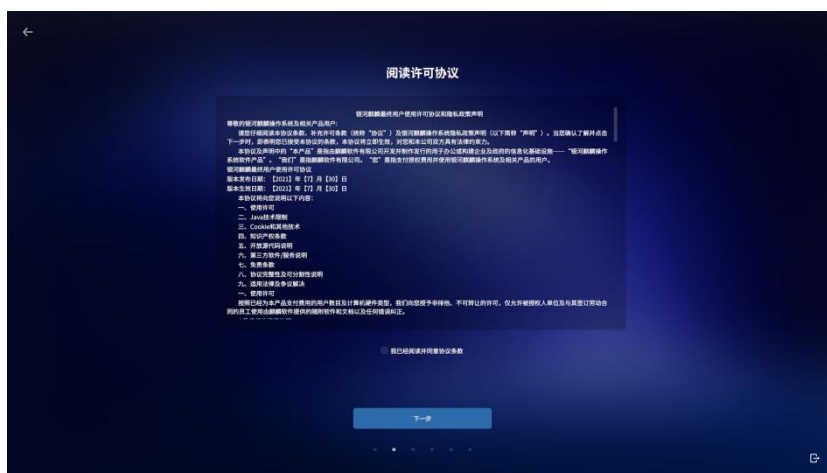 阅读许可协议
银河麒麟最终用户使用许可协议和隐私政策声明
尊敬的银河麒麟操作系统及相关产品用户:
请您仔细阅读本协议条款、补充许可条款（统称“协议”）及银河麒麟操作系统隐私政策声明（以下简称“声明”）。当您确认了解并点击
下一步时，即表明您已接受本协议的条款，本协议将立即生效，对您和本公司双方具有法律约束力。
本协议及声明中的“本产品”是指由麒麟软件有限公司开发并制作发行的用于办公或构建企业及政府的信息化基础设施——“银河麒麟操作
系统软件产品”。“我们”是指麒麟软件有限公司。“您”是指支付授权费用并使用银河麒麟操作系统及相关产品的用户。
银河麒麟最终用户使用许可协议
版本发布日期：【2021】年【7】月【30】日
版本生效日期：【2021】年【7】月【30】日
本协议将向您说明以下内容：
一、使用许可
二、Java技术限制
三、Cookie和其他技术
四、知识产权条款
五、开放源代码说明
六、第三方软件/服务说明
七、免责条款
八、协议完整性及可分割性说明
九、适用法律及争议解决
一、使用许可
按照已经为本产品支付费用的用户数目及计算机硬件类型，我们向您授予非排他、不可转让的许可，仅允许被授权人单位及与其签订劳动合
同的员工使用由麒麟软件提供的随附软件和文档以及任何错误纠正。
我已经阅读并同意协议条款
下一步